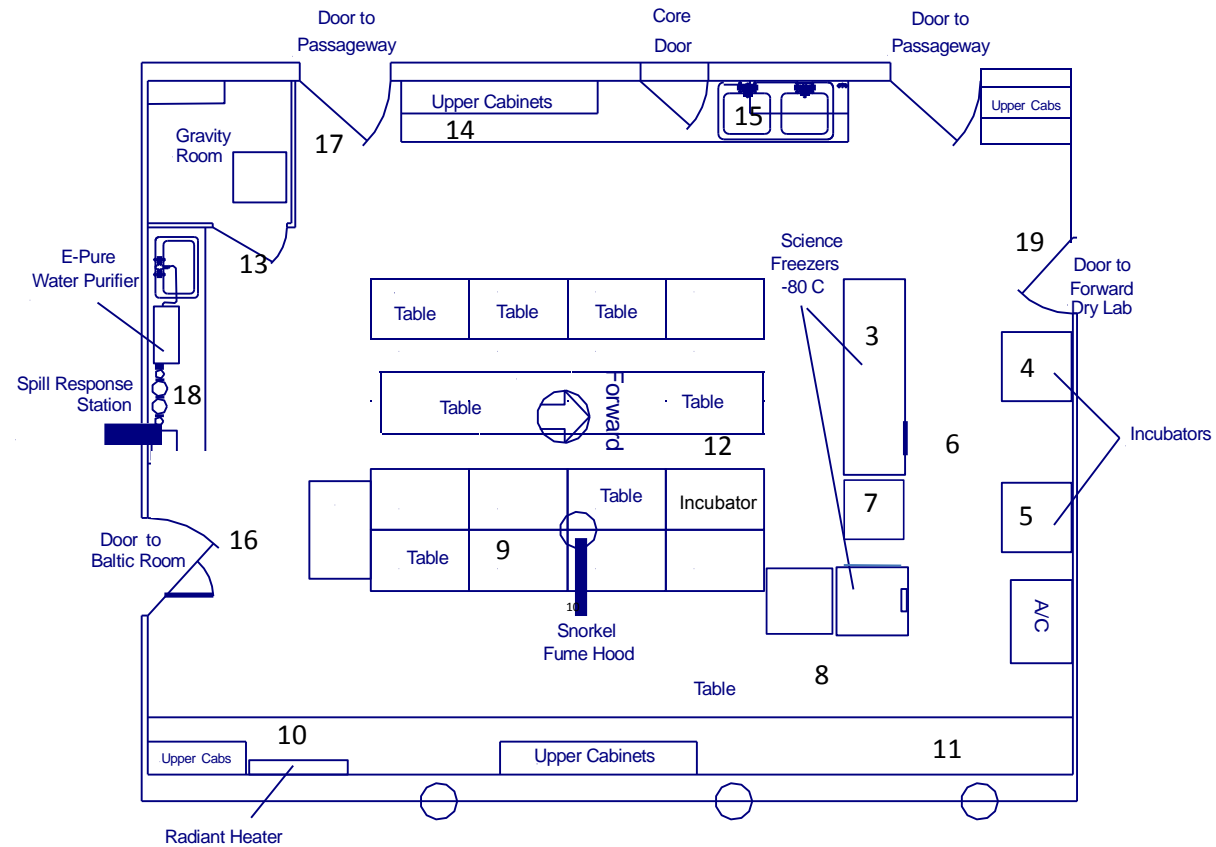 Door to
Passageway
Core
Door
Door to
Passageway
Upper Cabinets
Upper Cabs
14
15
17
Gravity
Room
13
E-Pure
Water Purifier
Science
Freezers
-80 C
19
Door to
Forward
Dry Lab
Table
Table
Table
3
4
Spill Response
Station
18
Table
Forward
Table
12
6
Incubators
Table
Incubator
7
5
16
Door to
Baltic Room
Table
9
10
Snorkel
Fume Hood
A/C
8
Table
10
11
Upper Cabs
Upper Cabinets
Radiant Heater